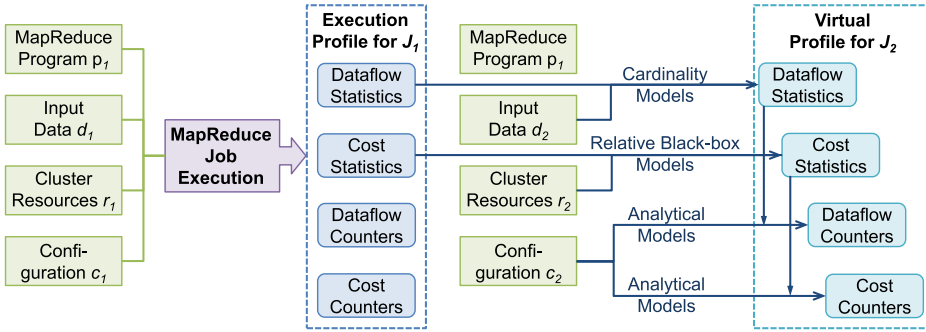 MapReduce
Program p1
Input
Data d1
Cluster
Resources r1
Confi-
guration c1
MapReduce
Job
Execution
Execution
Profile for J1
Dataflow
Statistics
Cost
Statistics
Dataflow
Counters
Cost
Counters
MapReduce
Program p1
Input
Data d2
Cluster
Resources r2
Confi-
guration c2
Cardinality
Models
Relative Black-box
Models
Analytical
Models
Analytical
Models
Virtual
Profile for J2
Dataflow
Statistics
Cost
Statistics
Dataflow
Counters
Cost
Counters